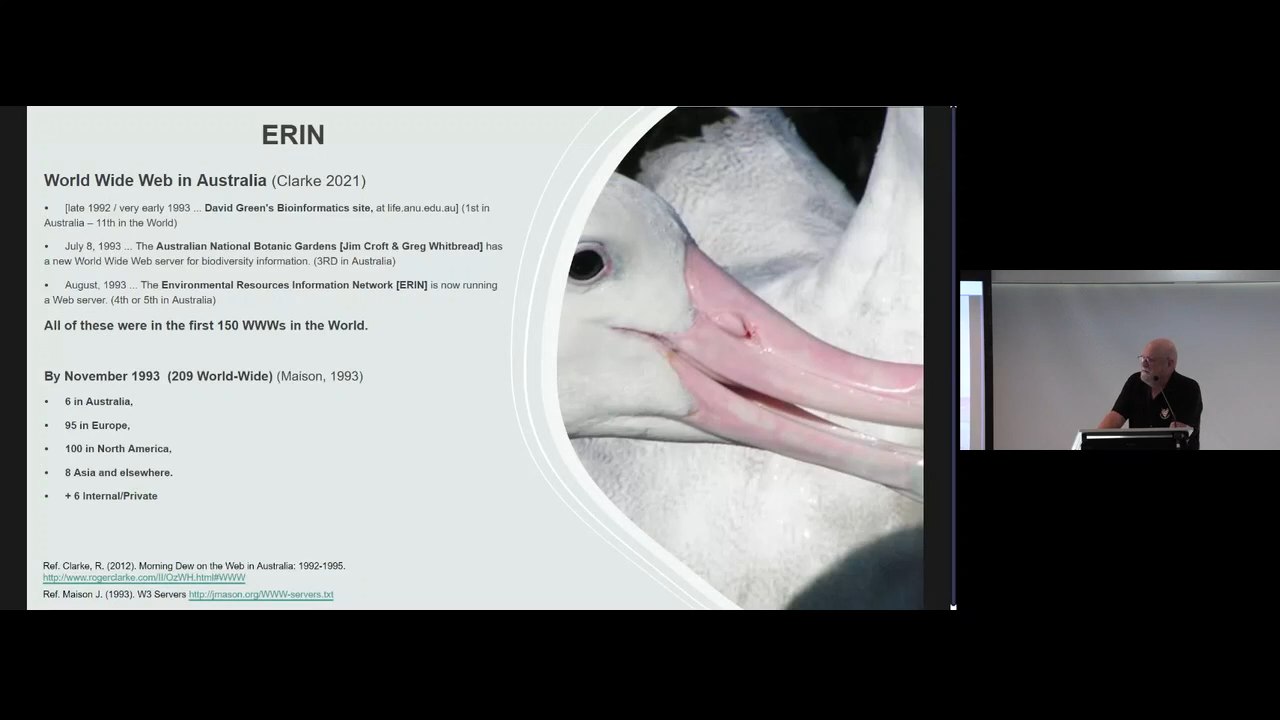 ERIN
World Wide Web in Australia (Clarke 2021)
• [late 1992 / very early 1993 ... David Green's Bioinformatics site, at life.anu.edu.au] (1st in
Australia – 11th in the World)
• July 8, 1993 ... The Australian National Botanic Gardens [Jim Croft & Greg Whitbread] has
a new World Wide Web server for biodiversity information. (3RD in Australia)
• August, 1993 ... The Environmental Resources Information Network [ERIN] is now running
a Web server. (4th or 5th in Australia)
All of these were in the first 150 WWWs in the World.
By November 1993 (209 World-Wide) (Maison, 1993)
• 6 in Australia,
• 95 in Europe,
• 100 in North America,
• 8 Asia and elsewhere.
• + 6 Internal/Private
Ref. Clarke, R. (2012). Morning Dew on the Web in Australia: 1992-1995.
http://www.rogerclarke.com/II/OzWH.html#WWW
Ref. Maison J. (1993). W3 Servers http://jmason.org/WWW-servers.txt